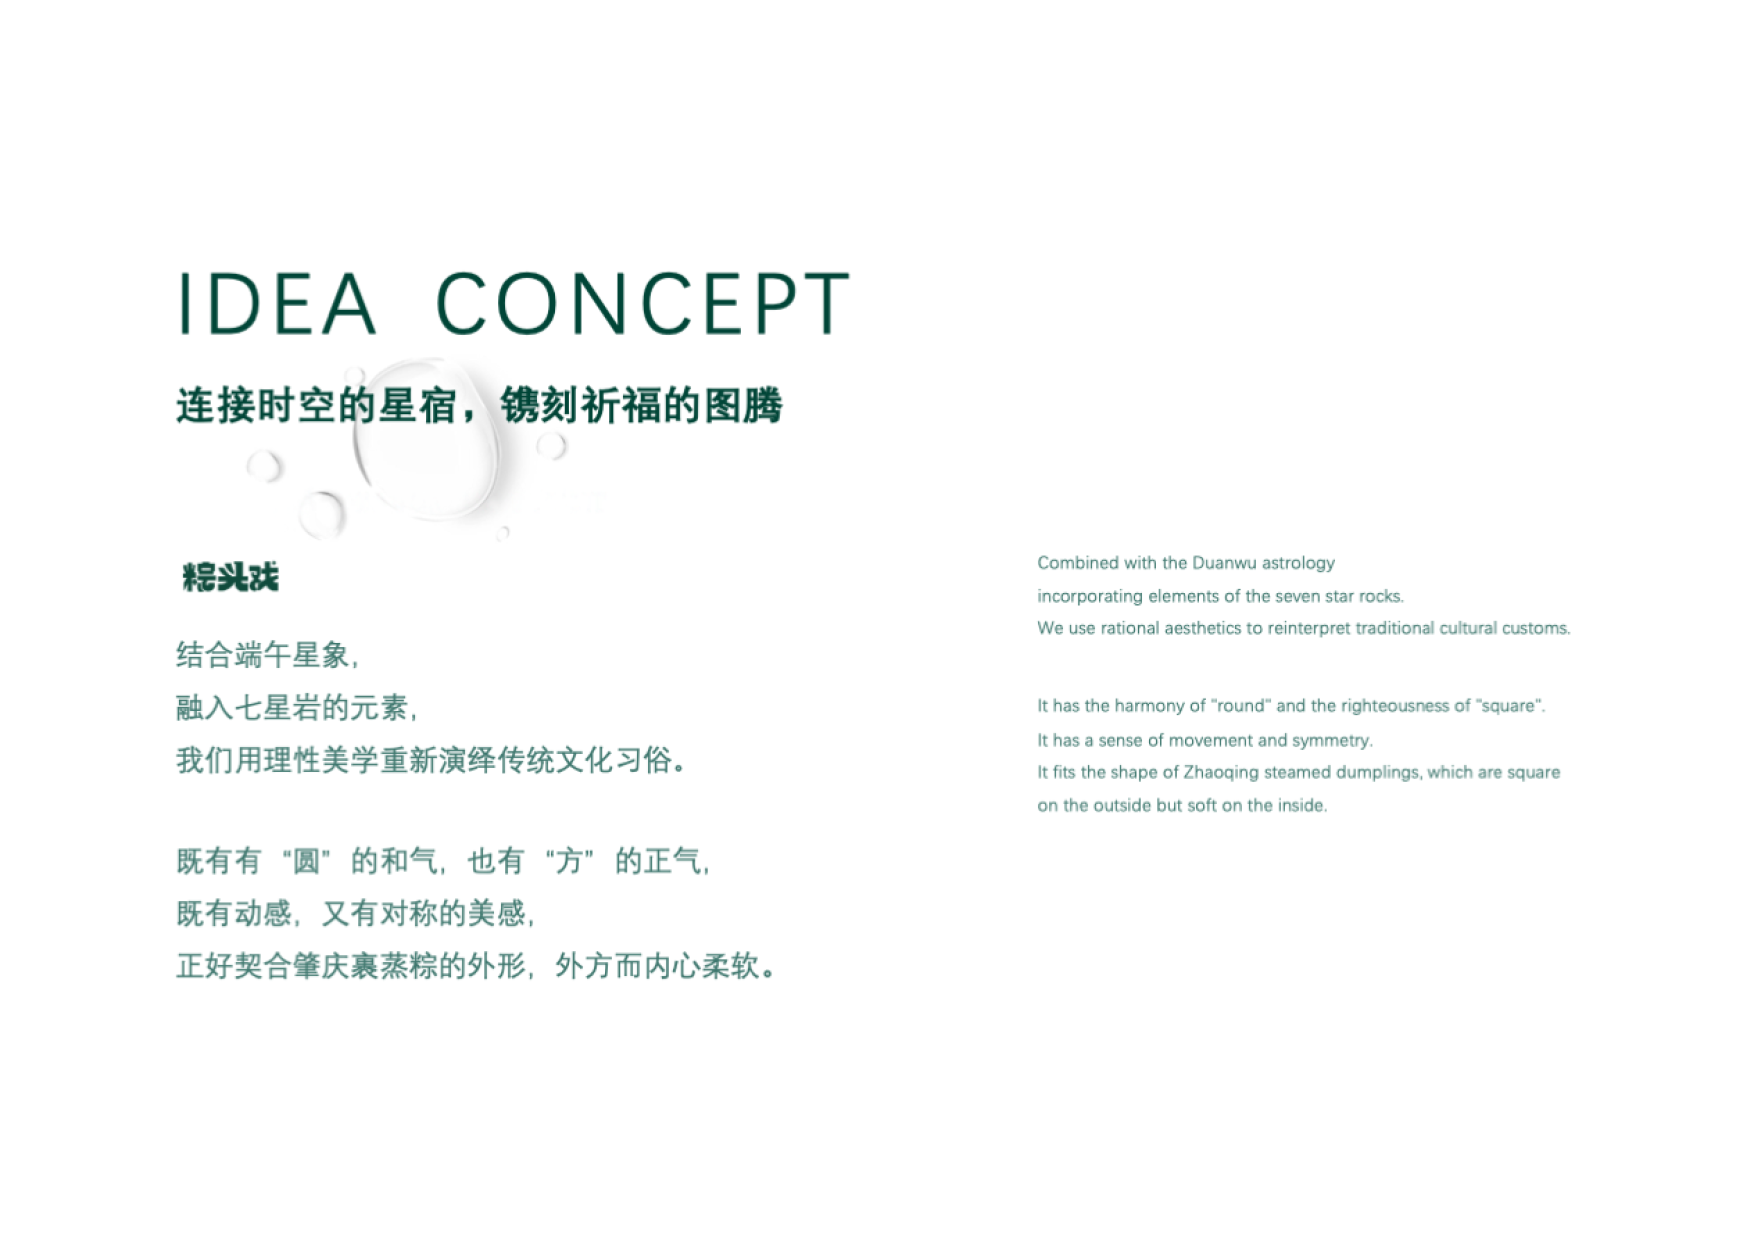 IDEA CONCEPT
连接时空的星宿，镌刻祈福的图腾
粽头戏
结合端午星象，
融入七星岩的元素，
我们用理性美学重新演绎传统文化习俗。
既有有“圆”的和气，也有“方”的正气，
既有动感，又有对称的美感，
正好契合肇庆裹蒸粽的外形，外方而内心柔软。
Combined with the Duanwu astrology
incorporating elements of the seven star rocks.
We use rational aesthetics to reinterpret traditional cultural customs.
It has the harmony of "round" and the righteousness of "square".
It has a sense of movement and symmetry.
It fits the shape of Zhaoqing steamed dumplings, which are square
on the outside but soft on the inside.